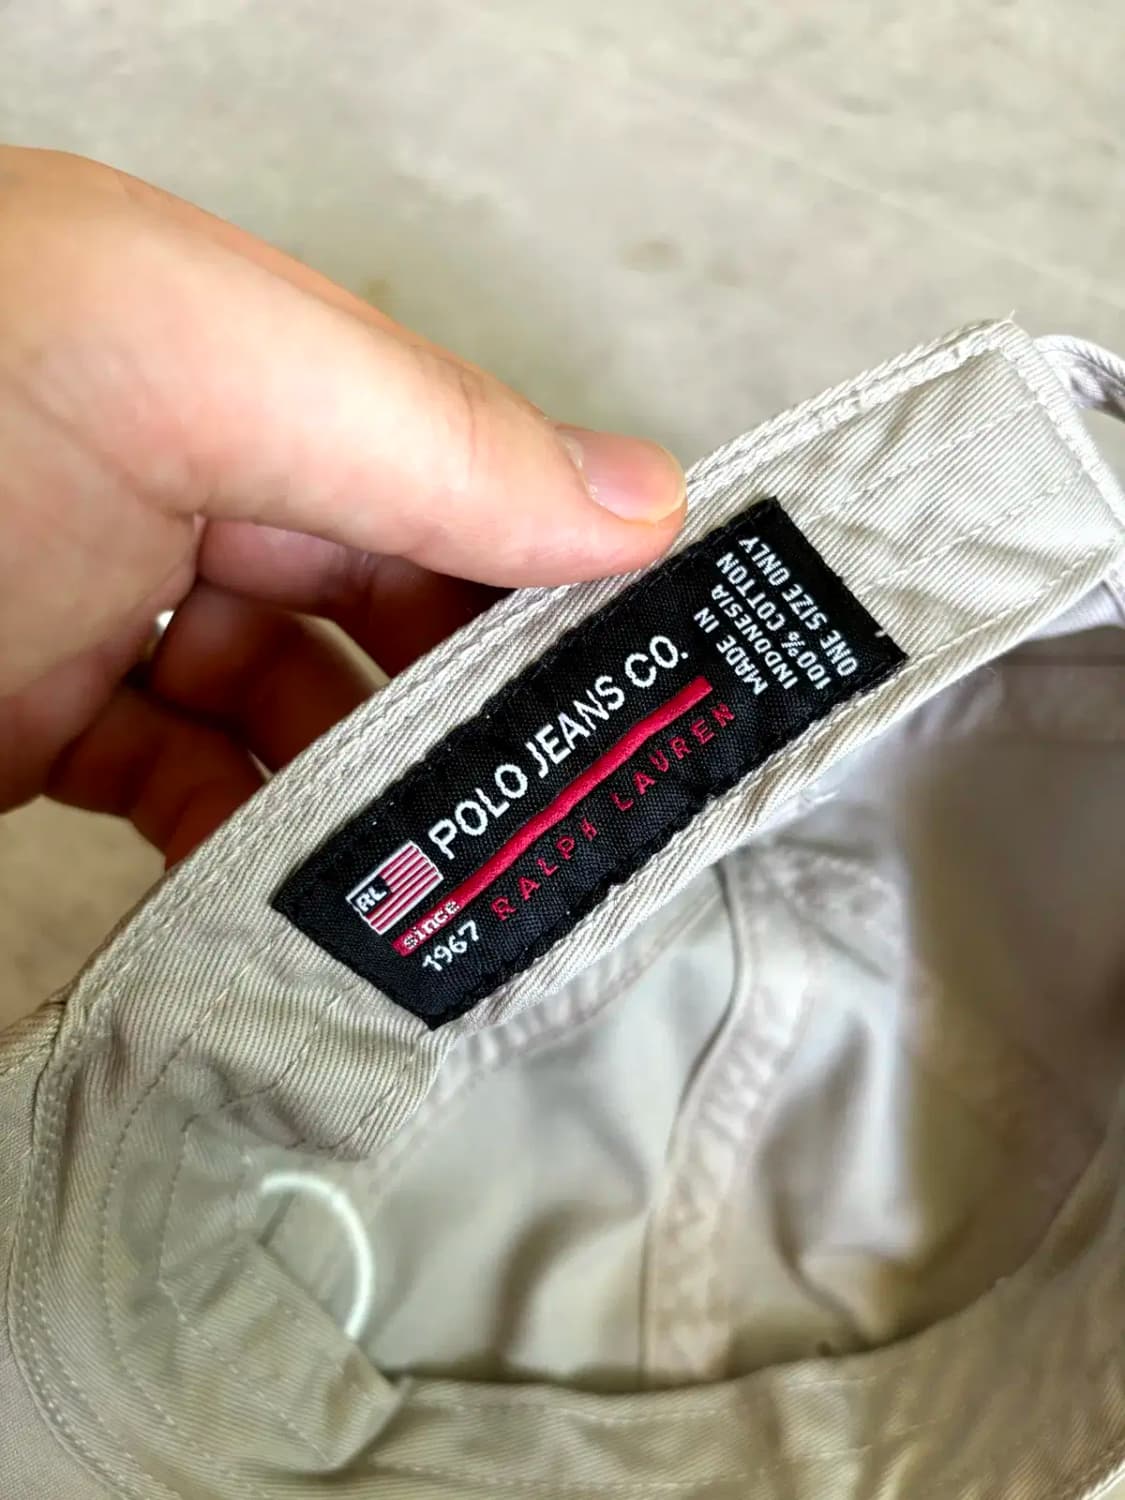 RL
POLO JEANS CO.
since
1967
RALPH LAUREN
MADE IN
INDONESIA
100% COTTON
ONE SIZE ONLY